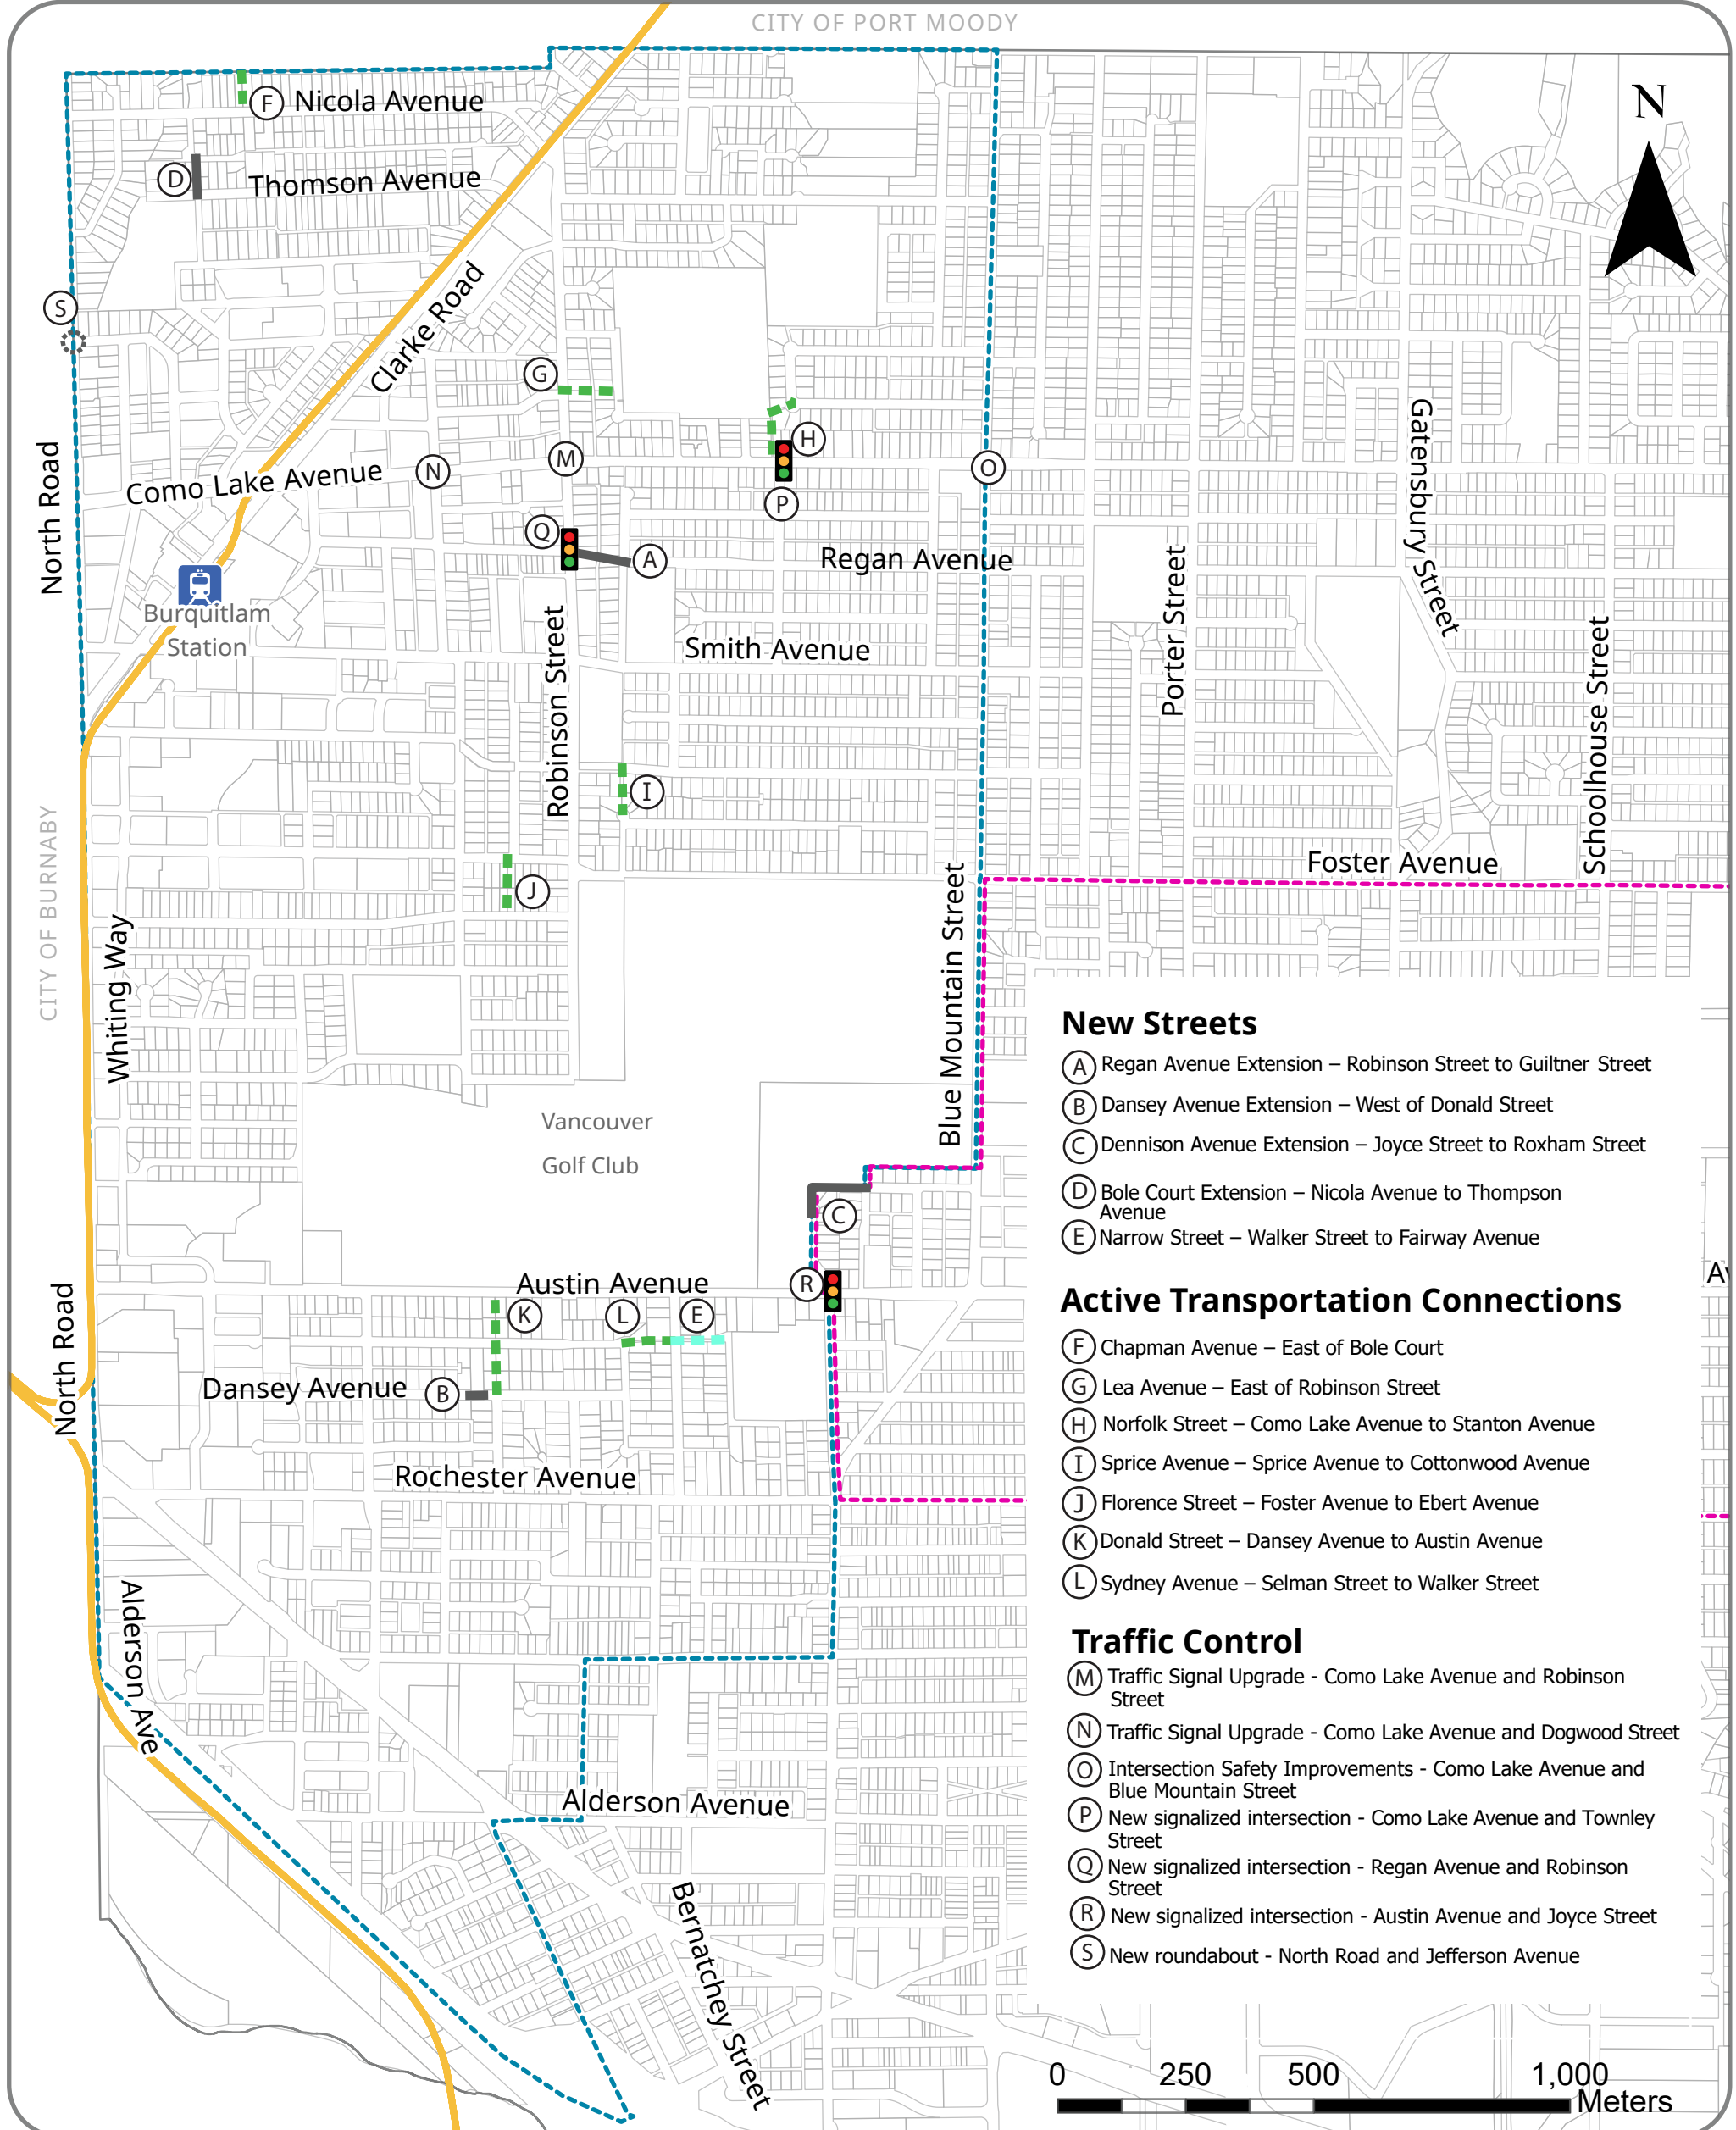 CITY OF PORT MOODY
N
F Nicola Avenue
D Thomson Avenue
S
Clarke Road
G
H
North Road
Como Lake Avenue
N
M
O
P
Gatensbury Street
Q
A
Regan Avenue
Porter Street
Burquitlam
Station
Robinson Street
Smith Avenue
Schoolhouse Street
I
CITY OF BURNABY
J
Foster Avenue
Blue Mountain Street
Whiting Way
Vancouver
Golf Club
C
Austin Avenue
R
K
L
E
North Road
Dansey Avenue
B
Rochester Avenue
Alderson Ave
Alderson Avenue
Bernatchey Street
New Streets
A Regan Avenue Extension – Robinson Street to Guiltner Street
B Dansey Avenue Extension – West of Donald Street
C Dennison Avenue Extension – Joyce Street to Roxham Street
D Bole Court Extension – Nicola Avenue to Thompson
Avenue
E Narrow Street – Walker Street to Fairway Avenue
Av
Active Transportation Connections
F Chapman Avenue – East of Bole Court
G Lea Avenue – East of Robinson Street
H Norfolk Street – Como Lake Avenue to Stanton Avenue
I Sprice Avenue – Sprice Avenue to Cottonwood Avenue
J Florence Street – Foster Avenue to Ebert Avenue
K Donald Street – Dansey Avenue to Austin Avenue
L Sydney Avenue – Selman Street to Walker Street
Traffic Control
M Traffic Signal Upgrade - Como Lake Avenue and Robinson
Street
N Traffic Signal Upgrade - Como Lake Avenue and Dogwood Street
O Intersection Safety Improvements - Como Lake Avenue and
Blue Mountain Street
P New signalized intersection - Como Lake Avenue and Townley
Street
Q New signalized intersection - Regan Avenue and Robinson
Street
R New signalized intersection - Austin Avenue and Joyce Street
S New roundabout - North Road and Jefferson Avenue
0 250 500 1,000
Meters